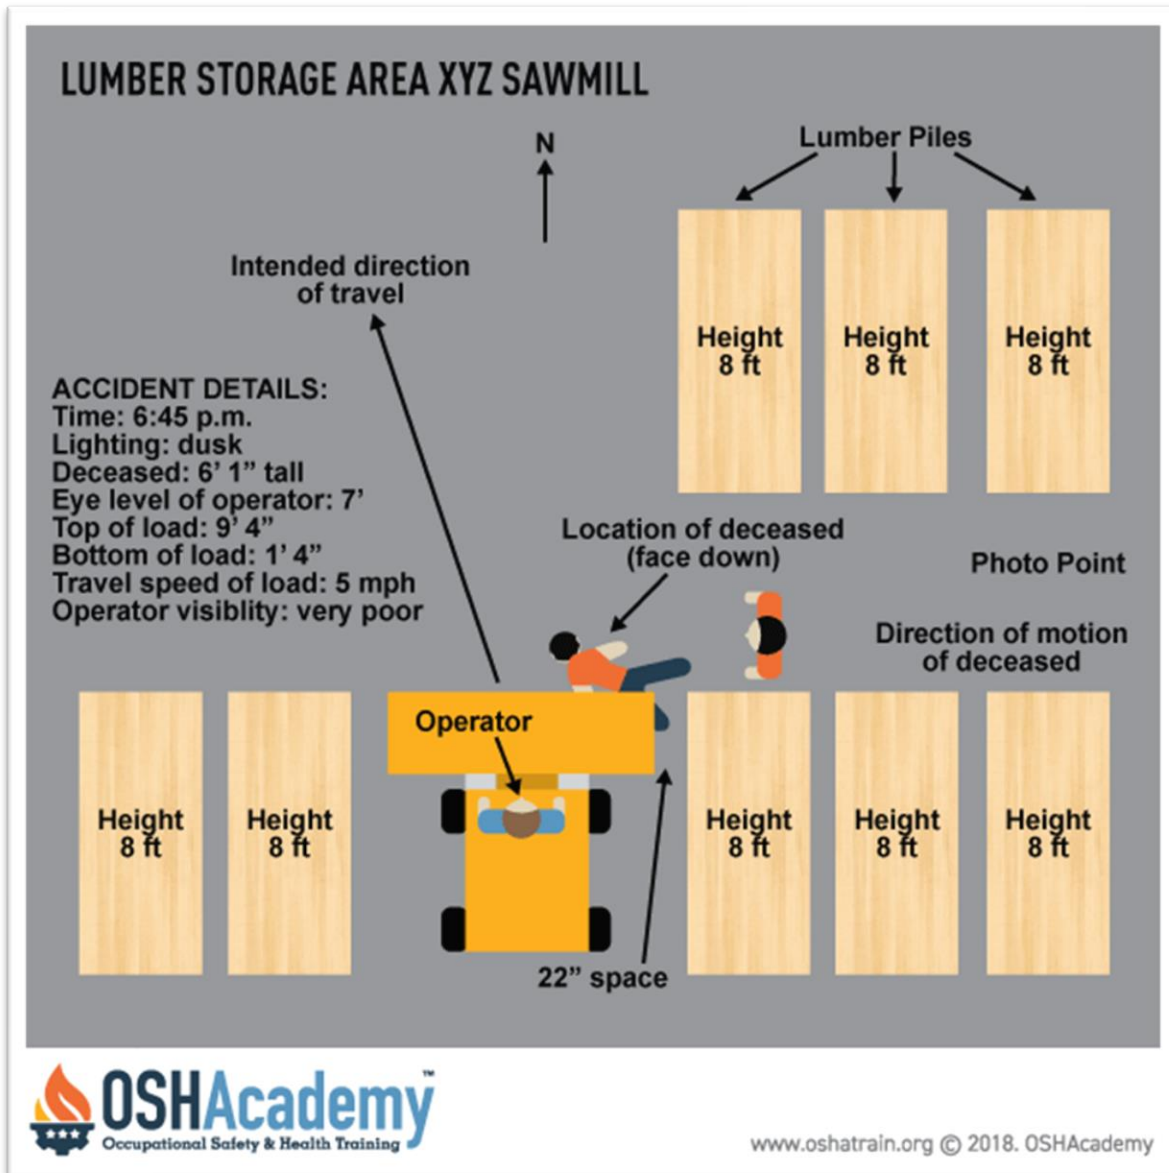 LUMBER STORAGE AREA XYZ SAWMILL
N
Lumber Piles
Intended direction
of travel
Height
8 ft
Height
8 ft
Height
8 ft
ACCIDENT DETAILS:
Time: 6:45 p.m.
Lighting: dusk
Deceased: 6’ 1” tall
Eye level of operator: 7’
Top of load: 9’ 4”
Bottom of load: 1’ 4”
Travel speed of load: 5 mph
Operator visiblity: very poor
Location of deceased
(face down)
Photo Point
Direction of motion
of deceased
Operator
Height
8 ft
Height
8 ft
Height
8 ft
Height
8 ft
Height
8 ft
22” space
OSHAcademy™
Occupational Safety & Health Training
www.oshatrain.org © 2018. OSHAcademy